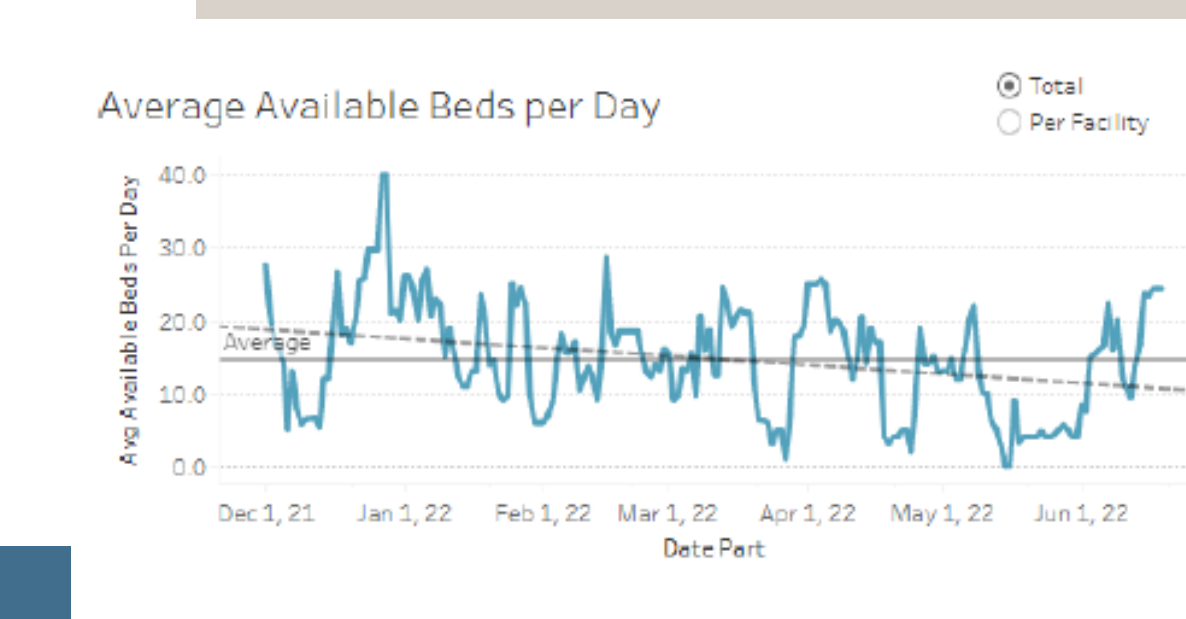 Average Available Beds per Day
Total
Per Facility
Avg Available Beds Per Day
40.0
30.0
20.0
10.0
0.0
Average
Dec 1, 21 Jan 1, 22 Feb 1, 22 Mar 1, 22 Apr 1, 22 May 1, 22 Jun 1, 22
Date Part